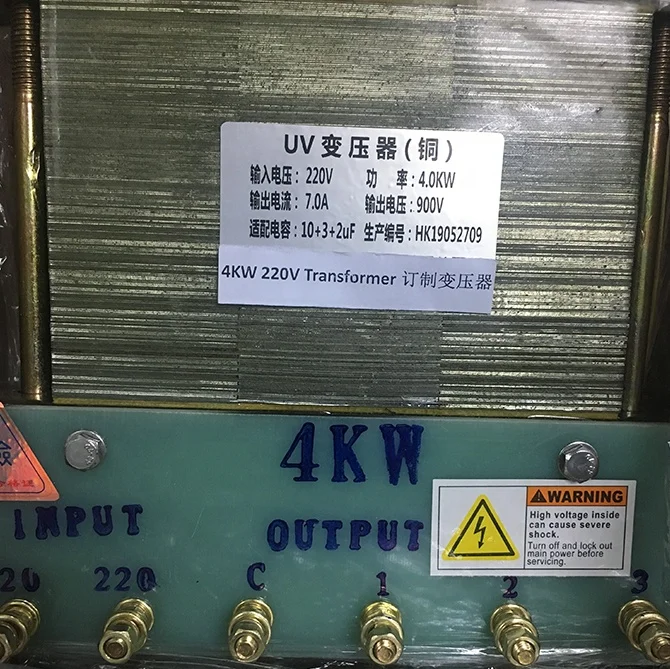 UV变压器(铜)
输入电压: 220V 功 率: 4.0KW
输出电流: 7.0A 输出电压: 900V
适配电容: 10+3+2uF 生产编号: HK19052709
4KW 220V Transformer 订制变压器
4KW
INPUT
OUTPUT
WARNING
High voltage inside
can cause severe
shock.
Turn off and lock out
main power before
servicing.
20 220 C 1 2 3